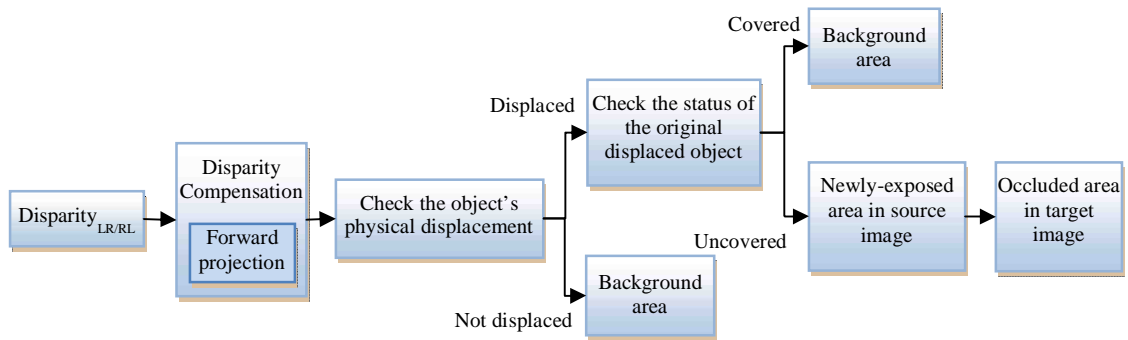 Disparity LR/RL
Disparity
Compensation
Forward
projection
Check the object's
physical displacement
Displaced
Not displaced
Check the status of
the original
displaced object
Background
area
Covered
Uncovered
Background
area
Newly-exposed
area in source
image
Occluded area
in target
image